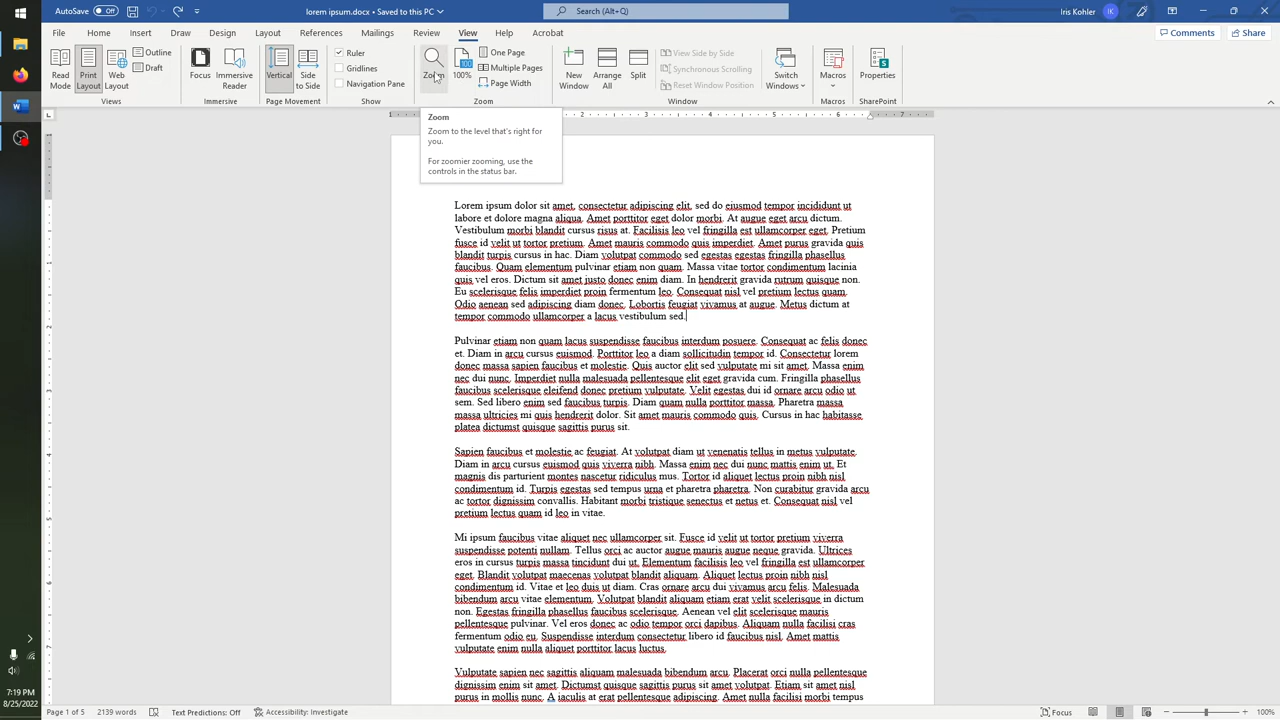 AutoSave Off
lorem ipsum.docx • Saved to this PC
Search (Alt+Q)
Iris Kohler
File Home Insert Draw Design Layout References Mailings Review View Help Acrobat
Comments Share
Read Mode
Print Layout
Web Layout
Outline
Draft
Views
Focus
Immersive Reader
Immersive
Vertical
Side to Side
Page Movement
Ruler
Gridlines
Navigation Pane
Show
Zoom
100
100%
One Page
Multiple Pages
Page Width
Zoom
New Window
Arrange All
Split
View Side by Side
Synchronous Scrolling
Reset Window Position
Switch Windows
Window
Macros
Macros
Properties
SharePoint
Zoom
Zoom to the level that's right for
you.
For zoomier zooming, use the
controls in the status bar.
Lorem ipsum dolor sit amet, consectetur adipiscing elit, sed do eiusmod tempor incididunt ut
labore et dolore magna aliqua. Amet porttitor eget dolor morbi. At augue eget arcu dictum.
Vestibulum morbi blandit cursus risus at. Facilisis leo vel fringilla est ullamcorper eget. Pretium
fusce id velit ut tortor pretium. Amet mauris commodo quis imperdiet. Amet purus gravida quis
blandit turpis cursus in hac. Diam volutpat commodo sed egestas egestas fringilla phasellus
faucibus. Quam elementum pulvinar etiam non quam. Massa vitae tortor condimentum lacinia
quis vel eros. Dictum sit amet justo donec enim diam. In hendrerit gravida rutrum quisque non.
Eu scelerisque felis imperdiet proin fermentum leo. Consequat nisl vel pretium lectus quam.
Odio aenean sed adipiscing diam donec. Lobortis feugiat vivamus at augue. Metus dictum at
tempor commodo ullamcorper a lacus vestibulum sed.
Pulvinar etiam non quam lacus suspendisse faucibus interdum posuere. Consequat ac felis donec
et. Diam in arcu cursus euismod. Porttitor leo a diam sollicitudin tempor id. Consectetur lorem
donec massa sapien faucibus et molestie. Quis auctor elit sed vulputate mi sit amet. Massa enim
nec dui nunc. Imperdiet nulla malesuada pellentesque elit eget gravida cum. Fringilla phasellus
faucibus scelerisque eleifend donec pretium vulputate. Velit egestas dui id ornare arcu odio ut
sem. Sed libero enim sed faucibus turpis. Diam quam nulla porttitor massa. Pharetra massa
massa ultricies mi quis hendrerit dolor. Sit amet mauris commodo quis. Cursus in hac habitasse
platea dictumst quisque sagittis purus sit.
Sapien faucibus et molestie ac feugiat. At volutpat diam ut venenatis tellus in metus vulputate.
Diam in arcu cursus euismod quis viverra nibh. Massa enim nec dui nunc mattis enim ut. Et
magnis dis parturient montes nascetur ridiculus mus. Tortor id aliquet lectus proin nibh nisl
condimentum id. Turpis egestas sed tempus urna et pharetra pharetra. Non curabitur gravida arcu
ac tortor dignissim convallis. Habitant morbi tristique senectus et netus et. Consequat nisl vel
pretium lectus quam id leo in vitae.
Mi ipsum faucibus vitae aliquet nec ullamcorper sit. Fusce id velit ut tortor pretium viverra
suspendisse potenti nullam. Tellus orci ac auctor augue mauris augue neque gravida. Ultrices
eros in cursus turpis massa tincidunt dui ut. Elementum facilisis leo vel fringilla est ullamcorper
eget. Blandit volutpat maecenas volutpat blandit aliquam. Aliquet lectus proin nibh nisl
condimentum id. Vitae et leo duis ut diam. Cras ornare arcu dui vivamus arcu felis. Malesuada
bibendum arcu vitae elementum. Volutpat blandit aliquam etiam erat velit scelerisque in dictum
non. Egestas fringilla phasellus faucibus scelerisque. Aenean vel elit scelerisque mauris
pellentesque pulvinar. Vel eros donec ac odio tempor orci dapibus. Aliquam nulla facilisi cras
fermentum odio eu. Suspendisse interdum consectetur libero id faucibus nisl. Amet mattis
vulputate enim nulla aliquet porttitor lacus luctus.
Vulputate sapien nec sagittis aliquam malesuada bibendum arcu. Placerat orci nulla pellentesque
dignissim enim sit amet. Dictumst quisque sagittis purus sit amet volutpat. Etiam sit amet nisl
purus in mollis nunc. A iaculis at erat pellentesque adipiscing. Amet nulla facilisi morbi tempus
7:19 PM
8/25/2022
Page 1 of 5 2139 words Text Predictions: Off Accessibility: Investigate Focus 100%